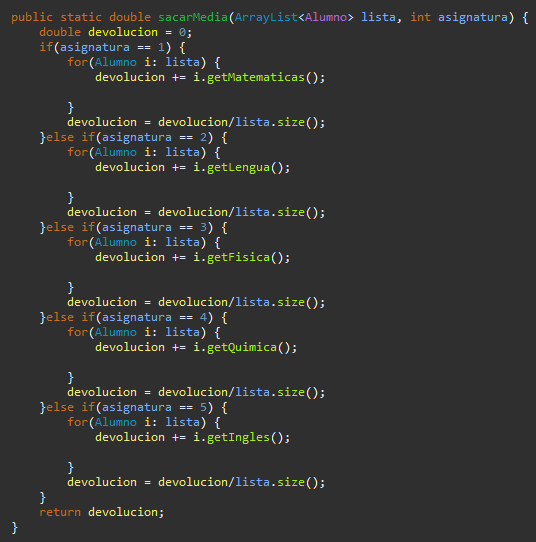 public static double sacarMedia(ArrayList<Alumno> lista, int asignatura) {
    double devolucion = 0;
    if(asignatura == 1) {
        for(Alumno i: lista) {
            devolucion += i.getMatematicas();

        }
        devolucion = devolucion/lista.size();
    }else if(asignatura == 2) {
        for(Alumno i: lista) {
            devolucion += i.getLengua();

        }
        devolucion = devolucion/lista.size();
    }else if(asignatura == 3) {
        for(Alumno i: lista) {
            devolucion += i.getFisica();

        }
        devolucion = devolucion/lista.size();
    }else if(asignatura == 4) {
        for(Alumno i: lista) {
            devolucion += i.getQuimica();

        }
        devolucion = devolucion/lista.size();
    }else if(asignatura == 5) {
        for(Alumno i: lista) {
            devolucion += i.getIngles();

        }
        devolucion = devolucion/lista.size();
    }
    return devolucion;
}